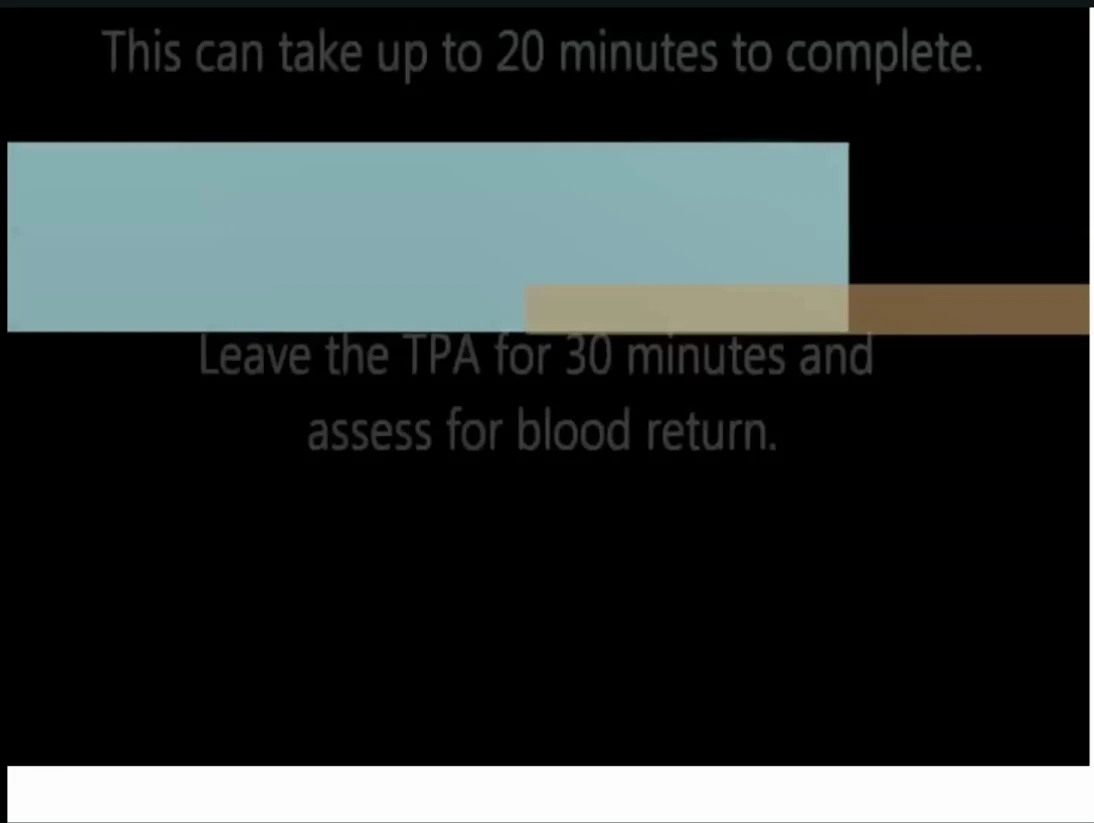 This can take up to 20 minutes to complete.
Leave the TPA for 30 minutes and
assess for blood return.